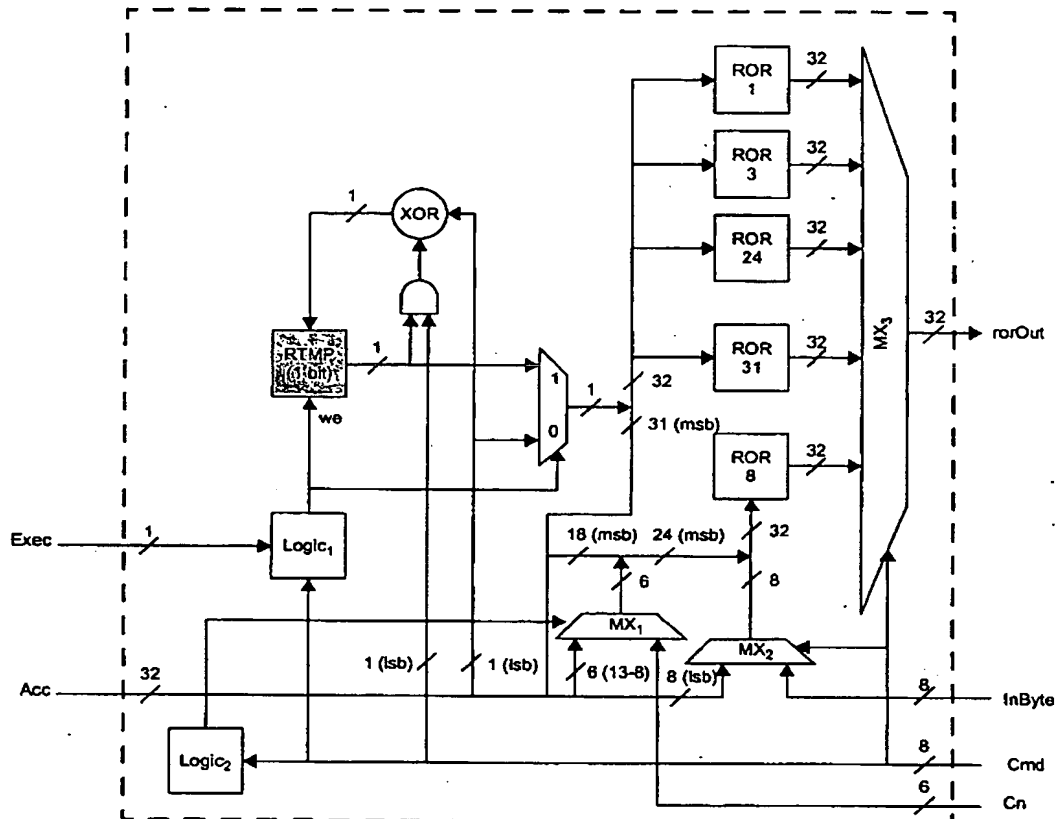 32
ROR
1
32
ROR
3
1
XOR
32
ROR
24
RTMP
(1 bit)
1
1
0
1
we
32
31 (msb)
32
ROR
31
MX3
32
rorOut
32
ROR
8
Exec
1
Logic1
18 (msb)
24 (msb)
32
6
8
MX1
MX2
1 (lsb)
1 (lsb)
6 (13-8)
8 (lsb)
Acc
32
8
InByte
Logic2
8
Cmd
6
Cn